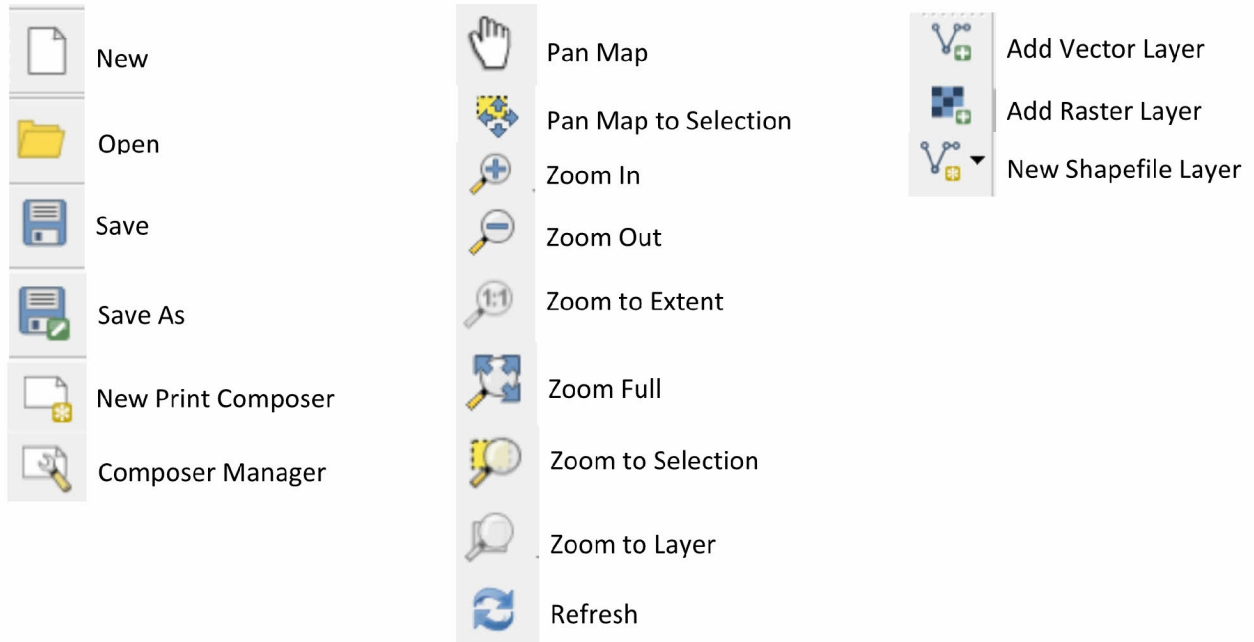 New
Open
Save
Save As
New Print Composer
Composer Manager
Pan Map
Pan Map to Selection
Zoom In
Zoom Out
1:1
Zoom to Extent
Zoom Full
Zoom to Selection
Zoom to Layer
Refresh
Add Vector Layer
Add Raster Layer
New Shapefile Layer